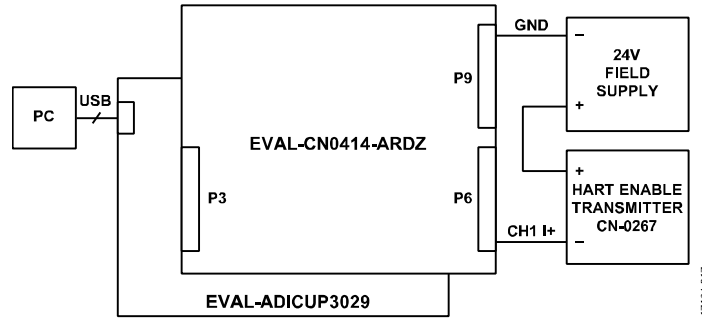 GND
24V
FIELD
SUPPLY
P9
PC
USB
EVAL-CN0414-ARDZ
P3
P6
HART ENABLE
TRANSMITTER
CN-0267
CH1 I+
EVAL-ADICUP3029